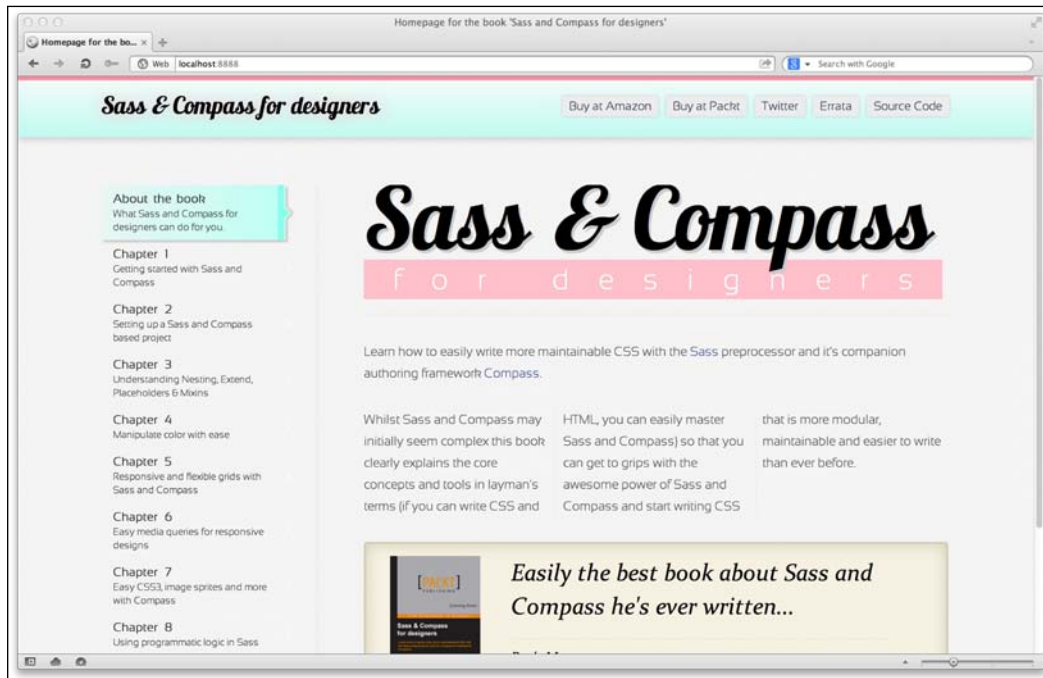 Homepage for the book 'Sass and Compass for designers'
Homepage for the bo...
Web localhost:8888
Search with Google
Sass & Compass for designers
Buy at Amazon
Buy at Packt
Twitter
Errata
Source Code
About the book
What Sass and Compass for
designers can do for you.
Chapter 1
Getting started with Sass and
Compass
Chapter 2
Setting up a Sass and Compass
based project
Chapter 3
Understanding Nesting, Extend,
Placeholders & Mixins
Chapter 4
Manipulate color with ease
Chapter 5
Responsive and flexible grids with
Sass and Compass
Chapter 6
Easy media queries for responsive
designs
Chapter 7
Easy CSS3, image sprites and more
with Compass
Chapter 8
Using programmatic logic in Sass
Sass & Compass
for designers
Learn how to easily write more maintainable CSS with the Sass preprocessor and it's companion
authoring framework Compass.
Whilst Sass and Compass may
initially seem complex this book
clearly explains the core
concepts and tools in layman's
terms (if you can write CSS and
HTML, you can easily master
Sass and Compass) so that you
can get to grips with the
awesome power of Sass and
Compass and start writing CSS
that is more modular,
maintainable and easier to write
than ever before.
[PACKT]
PUBLISHING
Sass & Compass
for designers
Easily the best book about Sass and
Compass he's ever written...